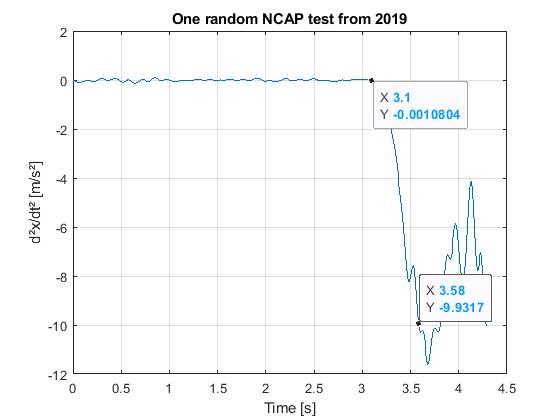 One random NCAP test from 2019
2
0
-2
-4
-6
-8
-10
-12
d²x/dt² [m/s²]
X 3.1
Y -0.0010804
X 3.58
Y -9.9317
0 0.5 1 1.5 2 2.5 3 3.5 4 4.5
Time [s]